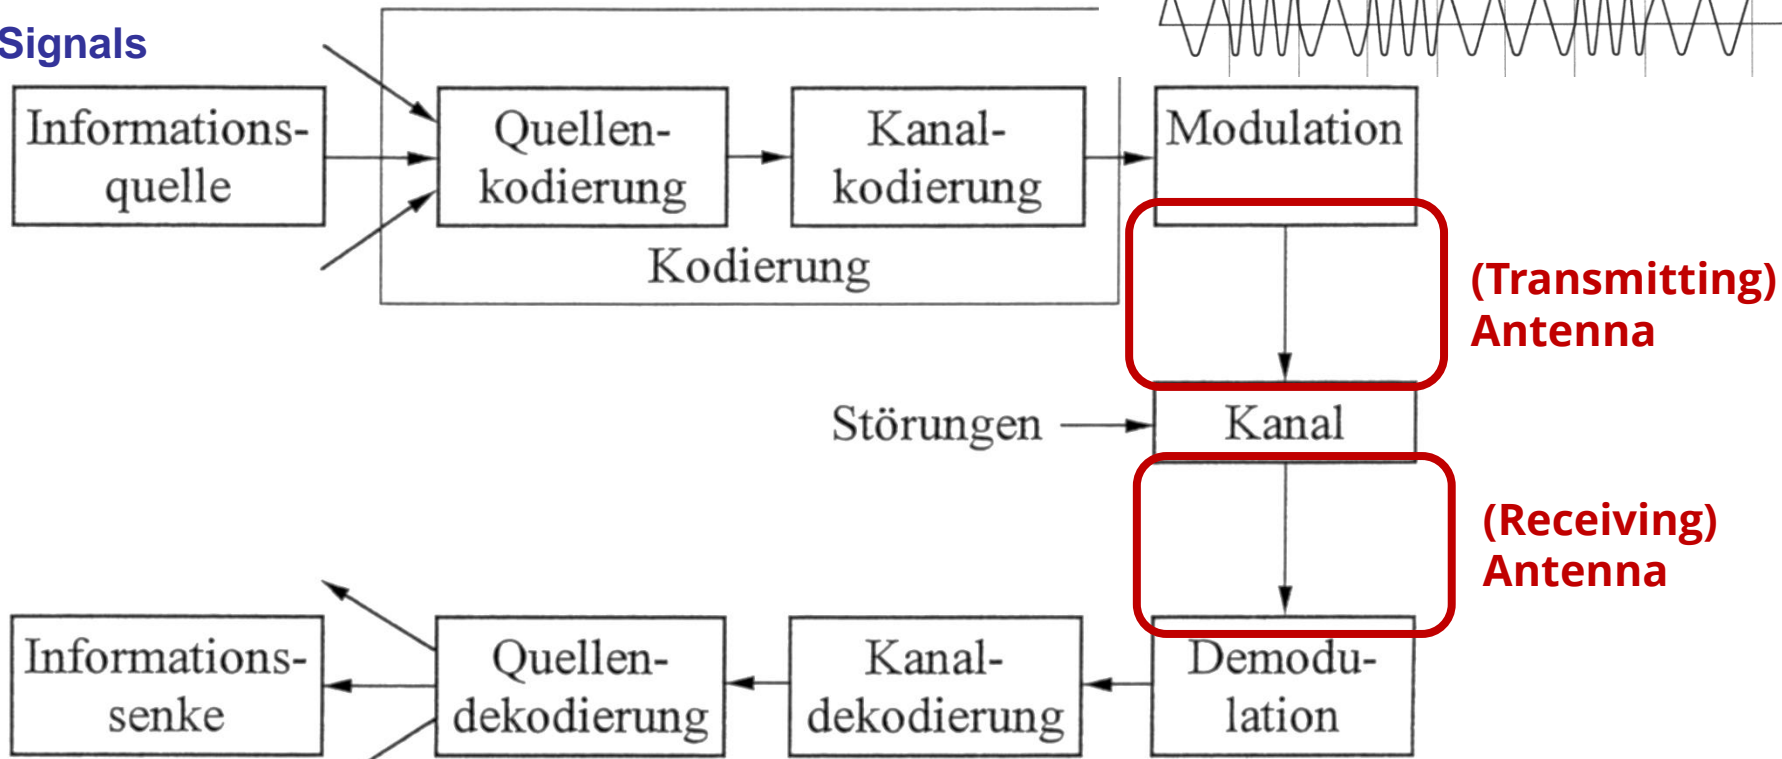 Signals
Informations-
quelle
Quellen-
kodierung
Kanal-
kodierung
Modulation
Kodierung
(Transmitting)
Antenna
Störungen
Kanal
(Receiving)
Antenna
Informations-
senke
Quellen-
dekodierung
Kanal-
dekodierung
Demodu-
lation